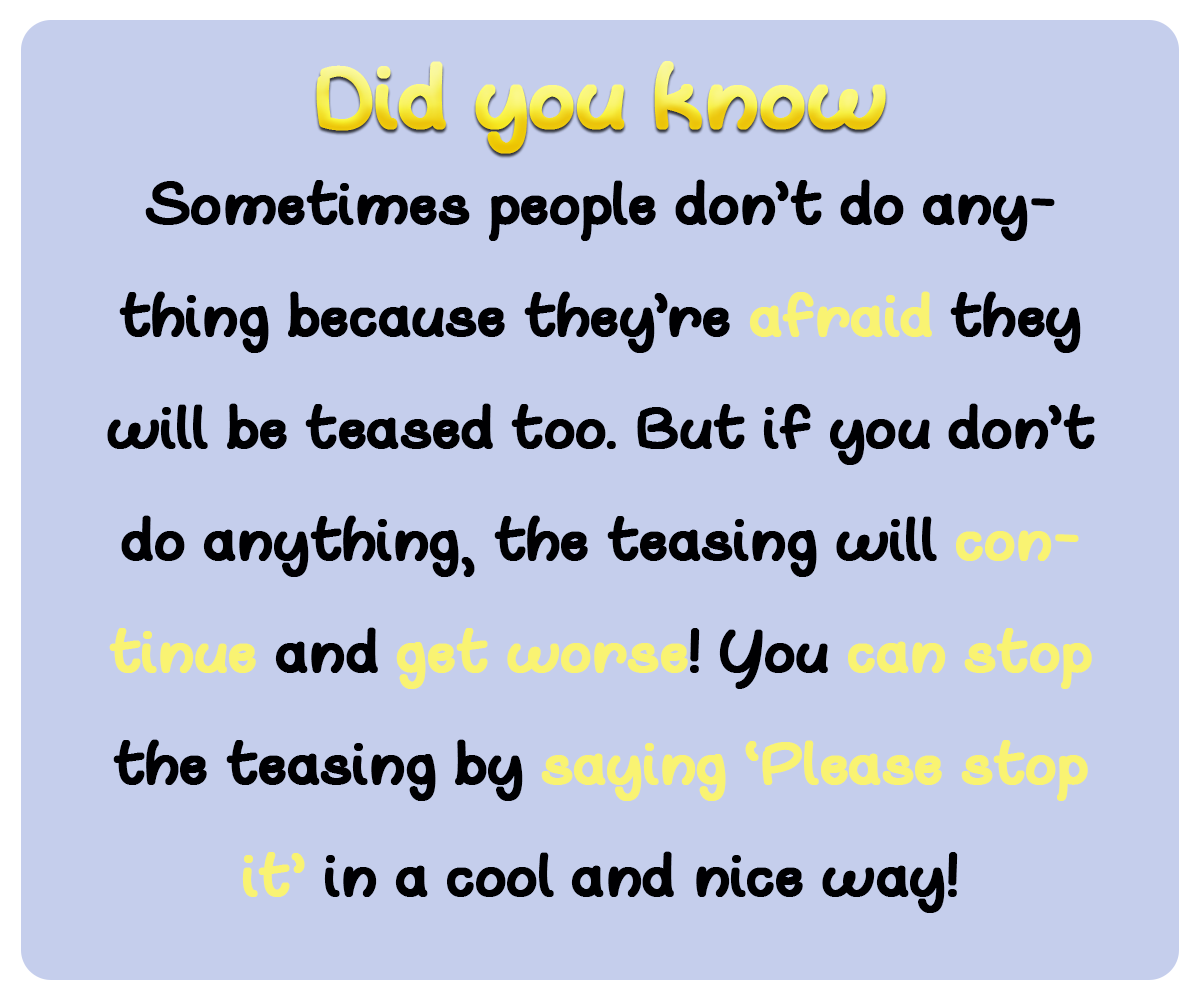 Did you know
Sometimes people don’t do any-
thing because they’re afraid they
will be teased too. But if you don’t
do anything, the teasing will con-
tinue and get worse! You can stop
the teasing by saying ‘Please stop
it’ in a cool and nice way!